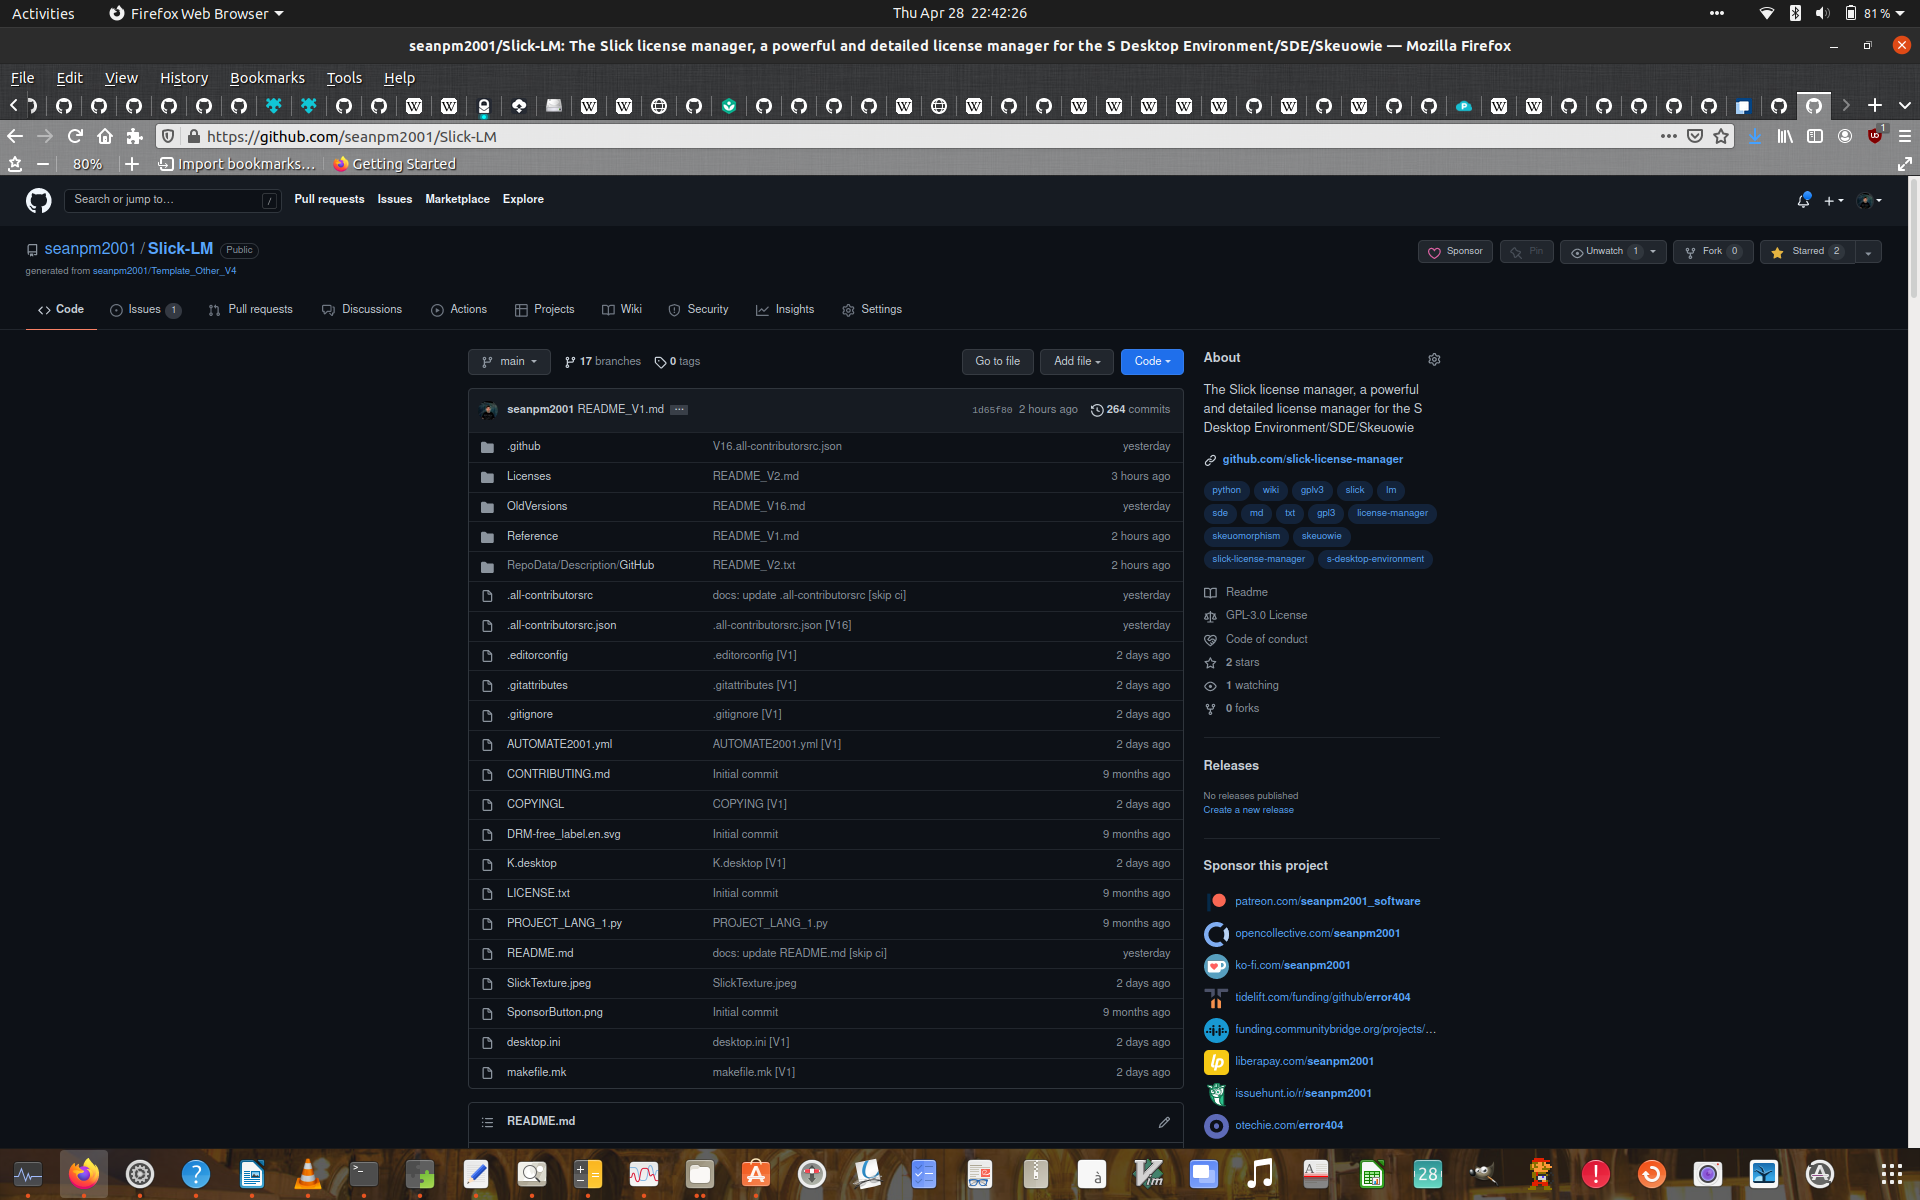 Activities Firefox Web Browser Thu Apr 28 22:42:26 81 %
seanpm2001/Slick-LM: The Slick license manager, a powerful and detailed license manager for the S Desktop Environment/SDE/Skeuowie — Mozilla Firefox
File Edit View History Bookmarks Tools Help
https://github.com/seanpm2001/Slick-LM 1
80% Import bookmarks... Getting Started
Search or jump to... / Pull requests Issues Marketplace Explore
seanpm2001 / Slick-LM Public Sponsor Pin Unwatch 1 Fork 0 Starred 2
generated from seanpm2001/Template_Other_V4
Code Issues 1 Pull requests Discussions Actions Projects Wiki Security Insights Settings
main 17 branches 0 tags Go to file Add file Code
seanpm2001 README_V1.md ... 1d65f80 2 hours ago 264 commits
.github V16.all-contributorsrc.json yesterday
Licenses README_V2.md 3 hours ago
OldVersions README_V16.md yesterday
Reference README_V1.md 2 hours ago
RepoData/Description/GitHub README_V2.txt 2 hours ago
.all-contributorsrc docs: update .all-contributorsrc [skip ci] yesterday
.all-contributorsrc.json .all-contributorsrc.json [V16] yesterday
.editorconfig .editorconfig [V1] 2 days ago
.gitattributes .gitattributes [V1] 2 days ago
.gitignore .gitignore [V1] 2 days ago
AUTOMATE2001.yml AUTOMATE2001.yml [V1] 2 days ago
CONTRIBUTING.md Initial commit 9 months ago
COPYINGL COPYING [V1] 2 days ago
DRM-free_label.en.svg Initial commit 9 months ago
K.desktop K.desktop [V1] 2 days ago
LICENSE.txt Initial commit 9 months ago
PROJECT_LANG_1.py PROJECT_LANG_1.py 9 months ago
README.md docs: update README.md [skip ci] yesterday
SlickTexture.jpeg SlickTexture.jpeg 2 days ago
SponsorButton.png Initial commit 9 months ago
desktop.ini desktop.ini [V1] 2 days ago
makefile.mk makefile.mk [V1] 2 days ago
README.md
About
The Slick license manager, a powerful
and detailed license manager for the S
Desktop Environment/SDE/Skeuowie
github.com/slick-license-manager
python wiki gplv3 slick lm
sde md txt gpl3 license-manager
skeuomorphism skeuowie
slick-license-manager s-desktop-environment
Readme
GPL-3.0 License
Code of conduct
2 stars
1 watching
0 forks
Releases
No releases published
Create a new release
Sponsor this project
patreon.com/seanpm2001_software
opencollective.com/seanpm2001
ko-fi.com/seanpm2001
tidelift.com/funding/github/error404
funding.communitybridge.org/projects/...
liberapay.com/seanpm2001
issuehunt.io/r/seanpm2001
otechie.com/error404
28